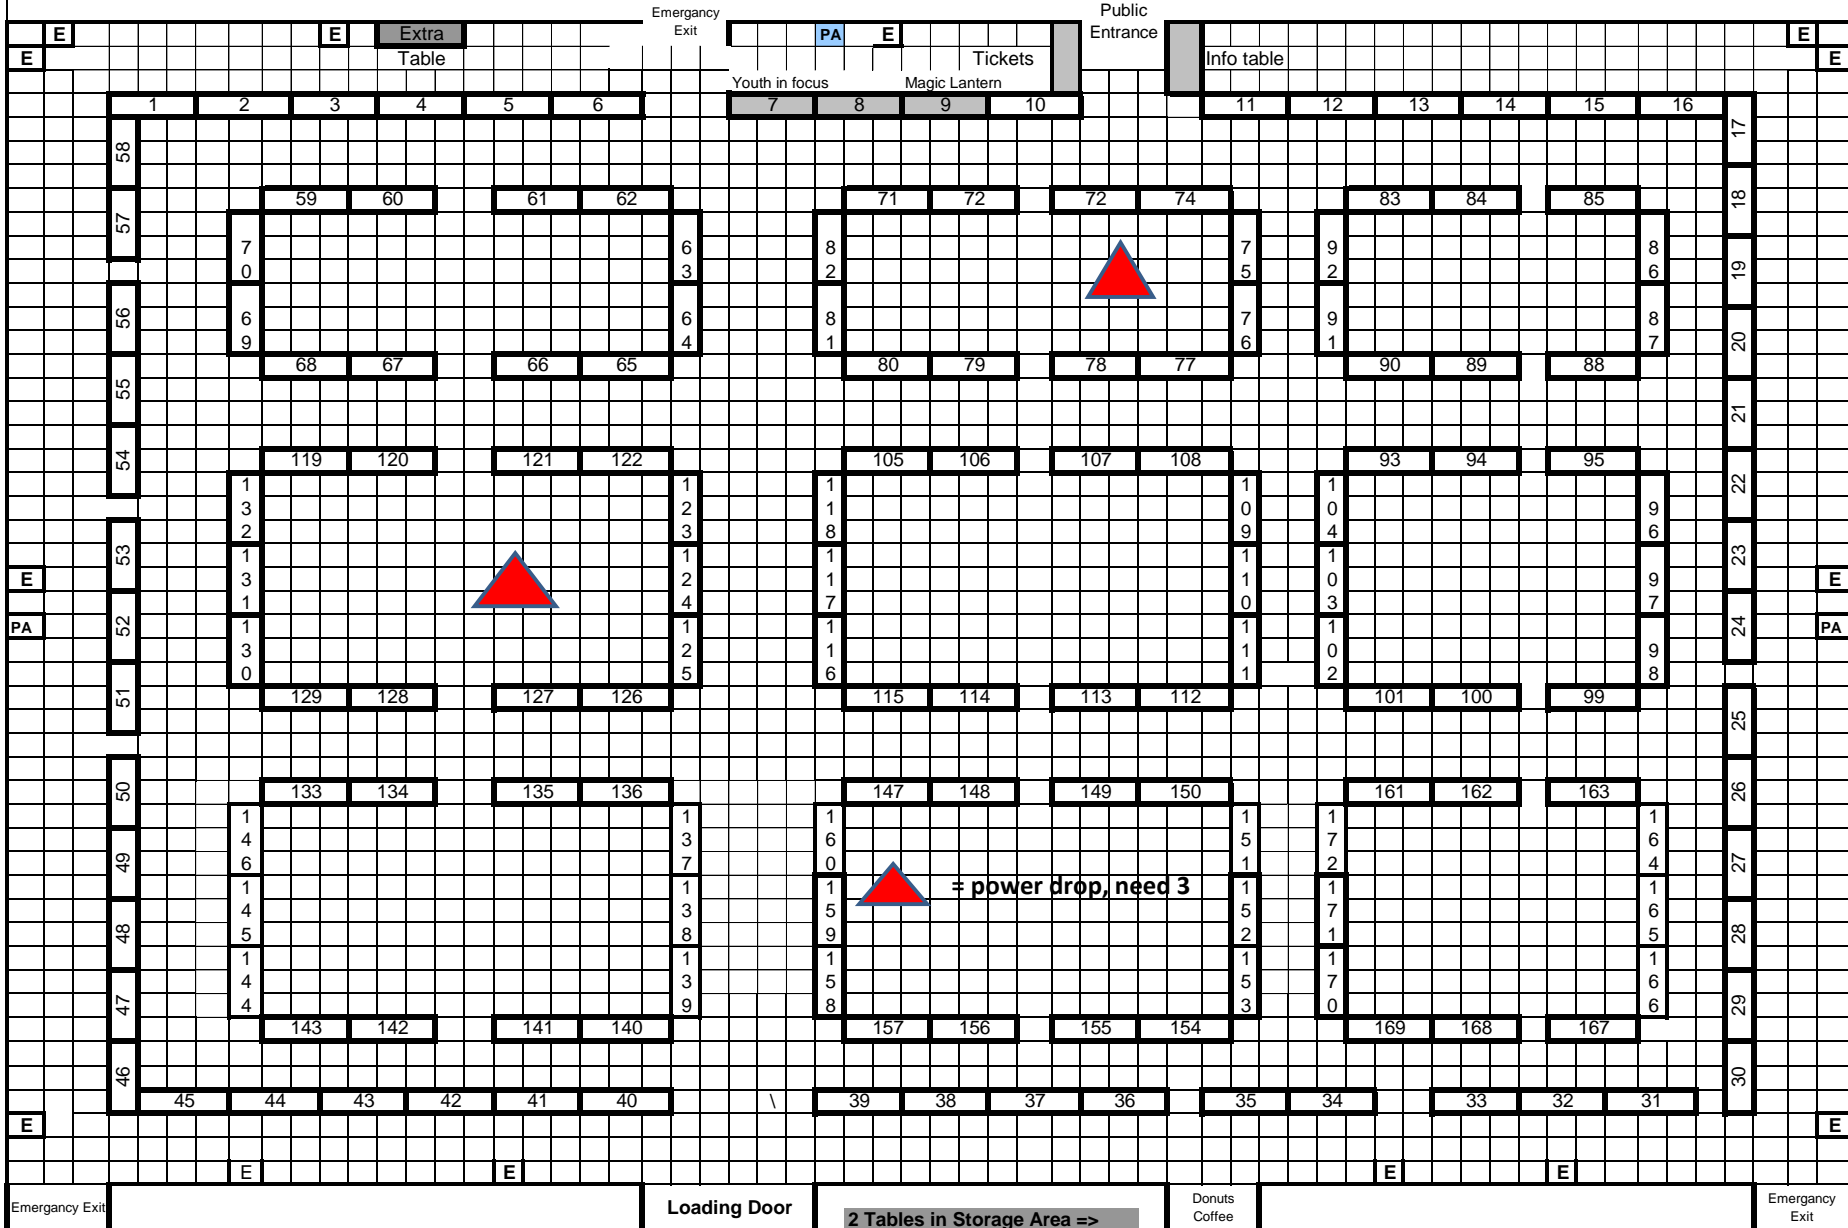 Emergancy
Exit
Public
Entrance
E
E
Extra
PA
E
E
E
Table
Tickets
Info table
E
Youth in focus
Magic Lantern
1 2 3 4 5 6
7 8 9 10
11 12 13 14 15 16
17
58
57
18
59 60
61 62
71 72
72 74
83 84
85
70
63
82
75
92
86
19
56
69
64
81
76
91
87
20
68 67
66 65
80 79
78 77
90 89
88
55
21
54
119 120
121 122
105 106
107 108
93 94
95
22
132
123
118
109
104
96
53
23
131
124
117
110
103
97
E
E
52
24
PA
PA
130
125
116
111
102
98
51
129 128
127 126
115 114
113 112
101 100
99
25
50
133 134
135 136
147 148
149 150
161 162
163
26
146
137
160
151
172
164
49
27
= power drop, need 3
145
138
159
152
171
165
48
28
144
139
158
153
170
166
47
29
143 142
141 140
157 156
155 154
169 168
167
46
30
45 44 43 42 41 40
\
39 38 37 36
35 34
33 32 31
E
E
E
E
E
E
Emergancy Exit
Loading Door
2 Tables in Storage Area =>
Donuts
Coffee
Emergancy
Exit